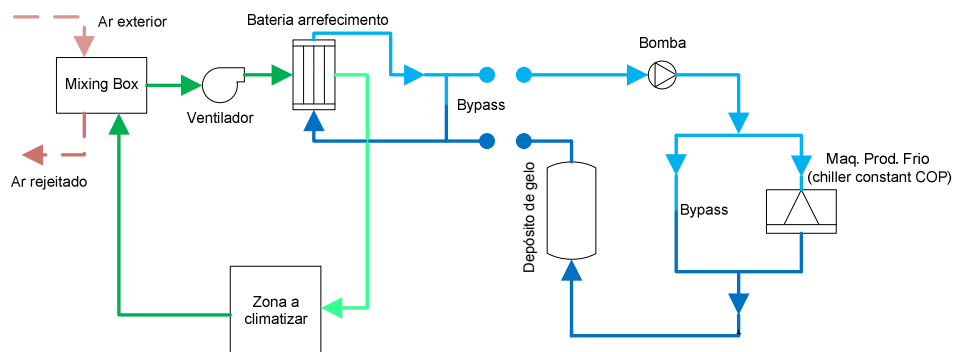 Ar exterior
Bateria arrefecimento
Mixing Box
Ventilador
Bypass
Ar rejeitado
Zona a
climatizar
Bomba
Depósito de gelo
Bypass
Maq. Prod. Frio
(chiller constant COP)